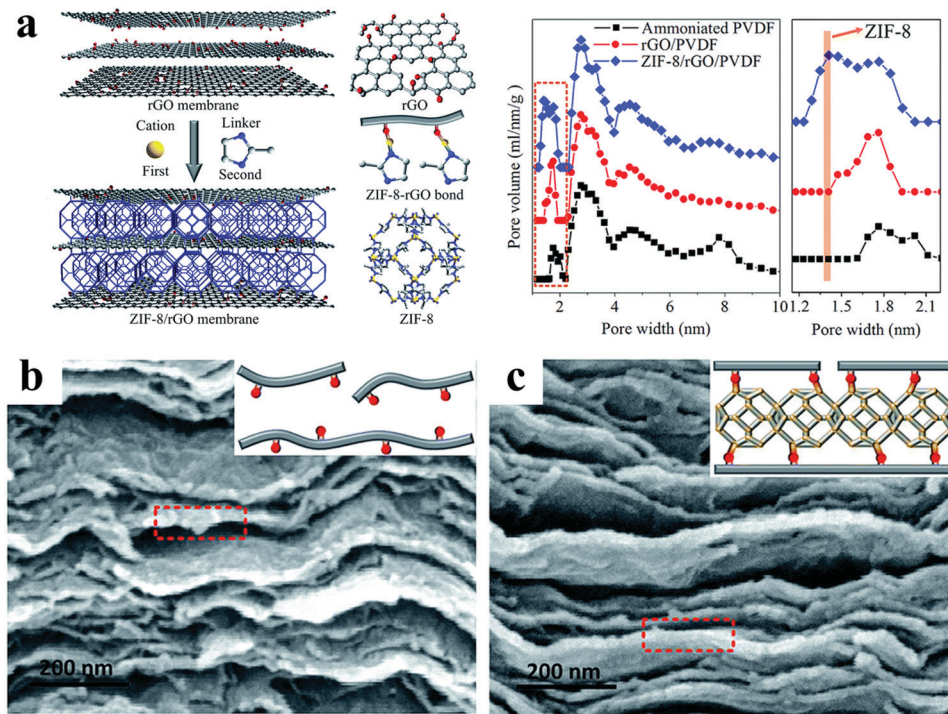 a
rGO membrane
Cation
Linker
First
Second
ZIF-8/rGO membrane
rGO
ZIF-8-rGO bond
ZIF-8
Pore volume (ml/nm/g)
Ammoniated PVDF
rGO/PVDF
ZIF-8/rGO/PVDF
2 4 6 8 10
Pore width (nm)
ZIF-8
1.2 1.5 1.8 2.1
Pore width (nm)
b
200 nm
c
200 nm